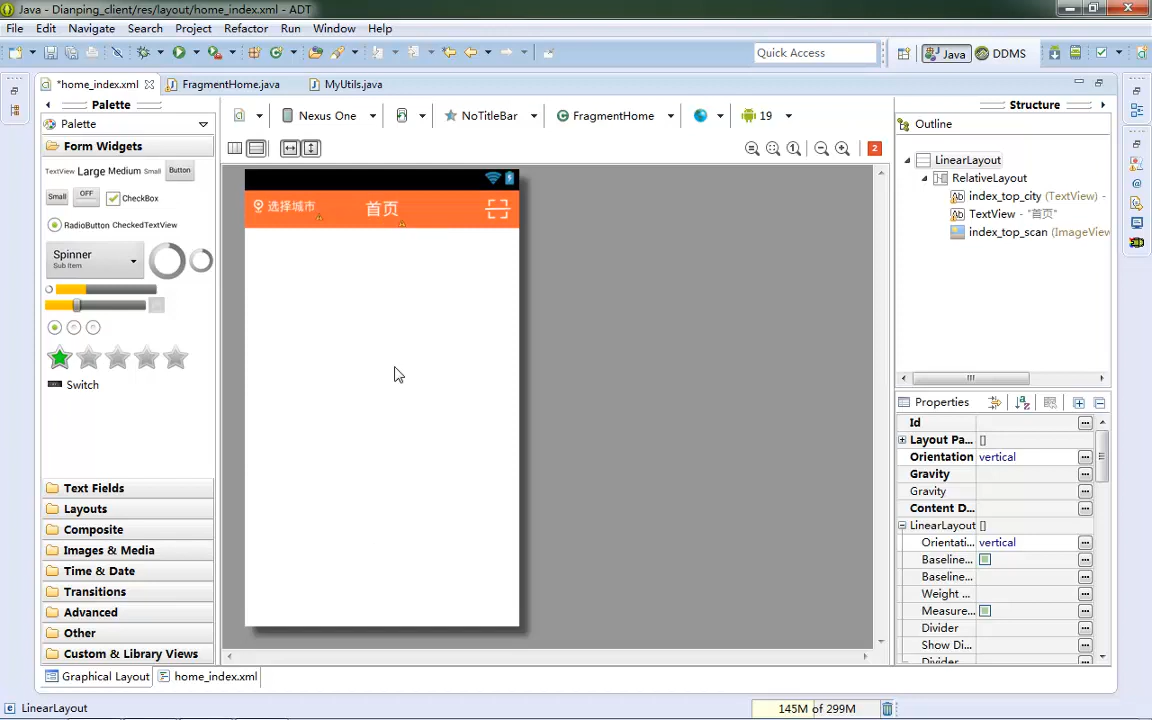 Java - Dianping_client/res/layout/home_index.xml - ADT
File Edit Navigate Search Project Refactor Run Window Help
Quick Access
Java
DDMS
*home_index.xml
FragmentHome.java
MyUtils.java
Palette
Palette
Form Widgets
TextView Large Medium Small Button
Small OFF CheckBox
RadioButton CheckedTextView
Spinner
Sub Item
Switch
Text Fields
Layouts
Composite
Images & Media
Time & Date
Transitions
Advanced
Other
Custom & Library Views
Nexus One
NoTitleBar
FragmentHome
19
2
选择城市
首页
Structure
Outline
LinearLayout
RelativeLayout
index_top_city (TextView) -
TextView - "首页"
index_top_scan (ImageView
Properties
Id
Layout Pa... []
Orientation vertical
Gravity
Gravity
Content D...
LinearLayout []
Orientati... vertical
Baseline...
Baseline...
Weight ...
Measure...
Divider
Show Di...
Divider
Graphical Layout
home_index.xml
LinearLayout
145M of 299M